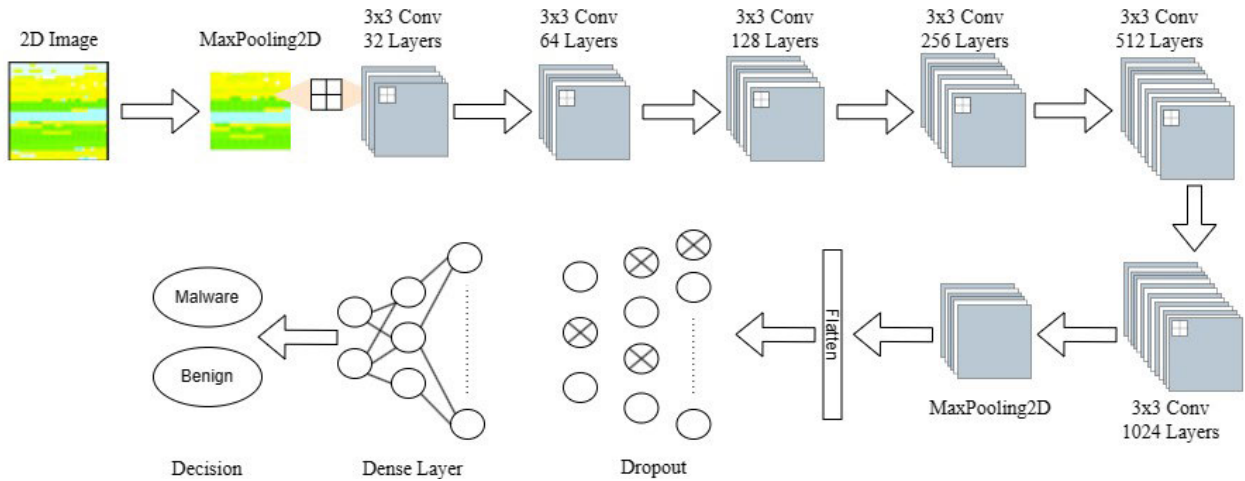 2D Image
MaxPooling2D
3x3 Conv
32 Layers
3x3 Conv
64 Layers
3x3 Conv
128 Layers
3x3 Conv
256 Layers
3x3 Conv
512 Layers
3x3 Conv
1024 Layers
MaxPooling2D
Flatten
Dropout
Dense Layer
Malware
Benign
Decision